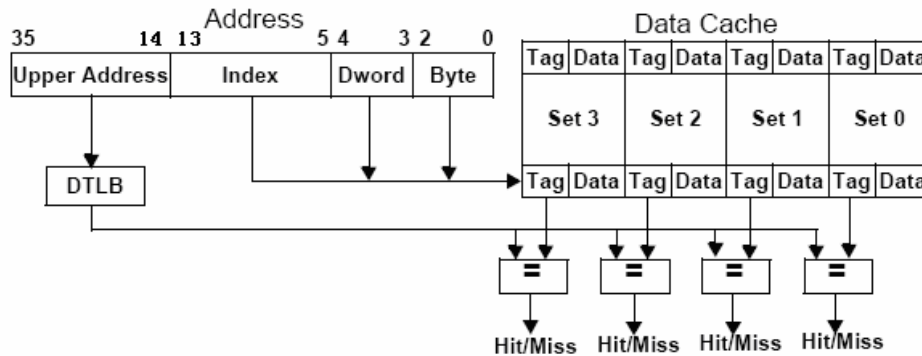 Address
Data Cache
35 14 13 5 4 3 2 0
Upper Address Index Dword Byte
Tag Data Tag Data Tag Data Tag Data
Set 3 Set 2 Set 1 Set 0
DTLB
Tag Data Tag Data Tag Data Tag Data
= = = =
Hit/Miss Hit/Miss Hit/Miss Hit/Miss